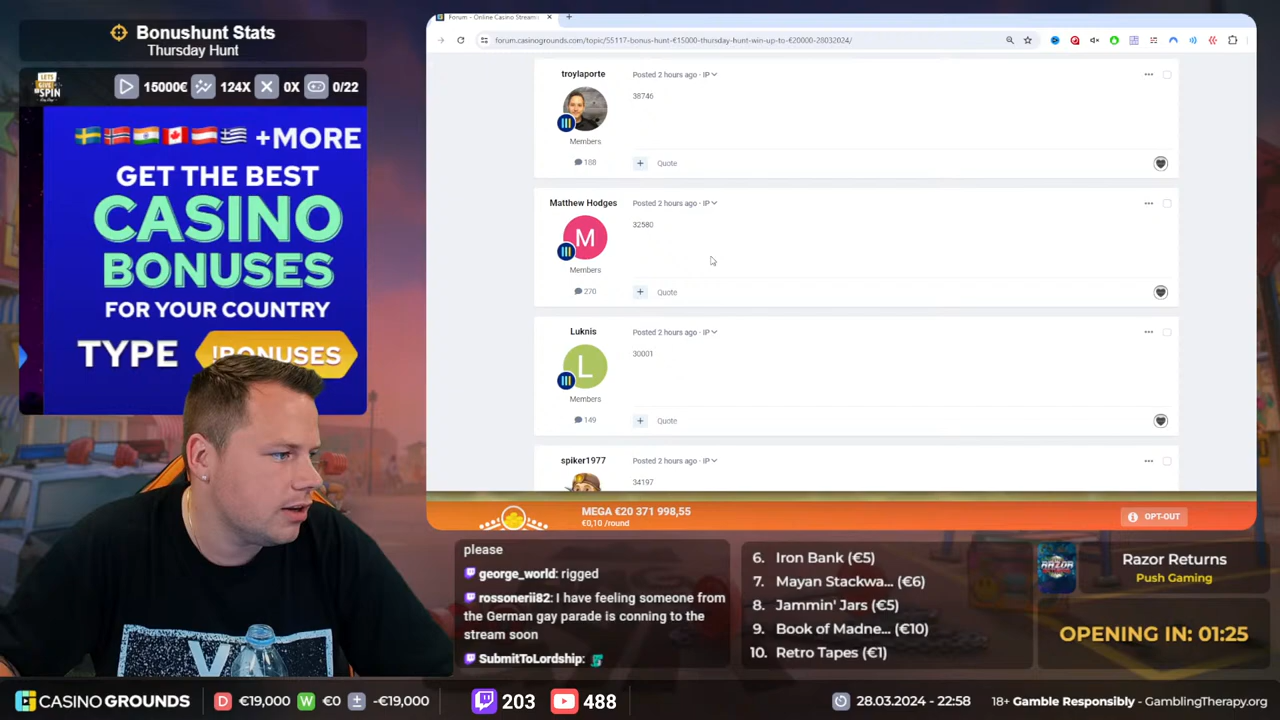 Bonushunt Stats
Thursday Hunt
LETS GIVE IT A SPIN
15000€ 124X 0X 0/22
+MORE
GET THE BEST
CASINO
BONUSES
FOR YOUR COUNTRY
TYPE !BONUSES
Forum - Online Casino Stream
forum.casinogrounds.com/topic/55117-bonus-hunt-€15000-thursday-hunt-win-up-to-€20000-28032024/
troylaporte
Posted 2 hours ago · IP
38746
Members
188
Quote
Matthew Hodges
Posted 2 hours ago · IP
32580
M
Members
270
Quote
Luknis
Posted 2 hours ago · IP
30001
L
Members
149
Quote
spiker1977
Posted 2 hours ago · IP
34197
MEGA €20 371 998,55
€0,10 /round
OPT-OUT
please
george_world: rigged
rossonerii82: I have feeling someone from
the German gay parade is conning to the
stream soon
SubmitToLordship:
6. Iron Bank (€5)
7. Mayan Stackwa... (€6)
8. Jammin' Jars (€5)
9. Book of Madne... (€10)
10. Retro Tapes (€1)
Razor Returns
Push Gaming
OPENING IN: 01:25
CASINOGROUNDS
D €19,000 W €0 ± -€19,000
203 488
28.03.2024 - 22:58
18+ Gamble Responsibly - GamblingTherapy.org